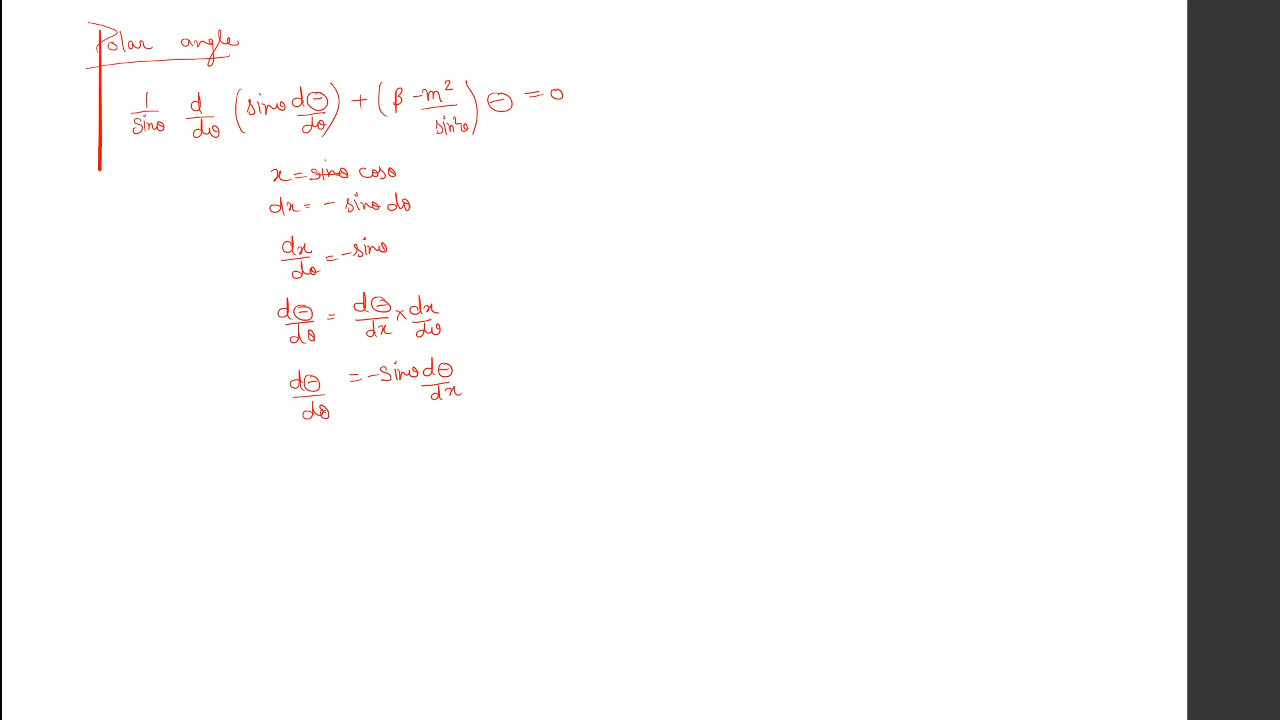 Polar angle
1/sinθ d/dθ (sinθ dΘ/dθ) + (β - m²/sin²θ) Θ = 0
x = sinθ cosθ
dx = - sinθ dθ
dx/dθ = - sinθ
dΘ/dθ = dΘ/dx × dx/dθ
dΘ/dθ = - sinθ dΘ/dx